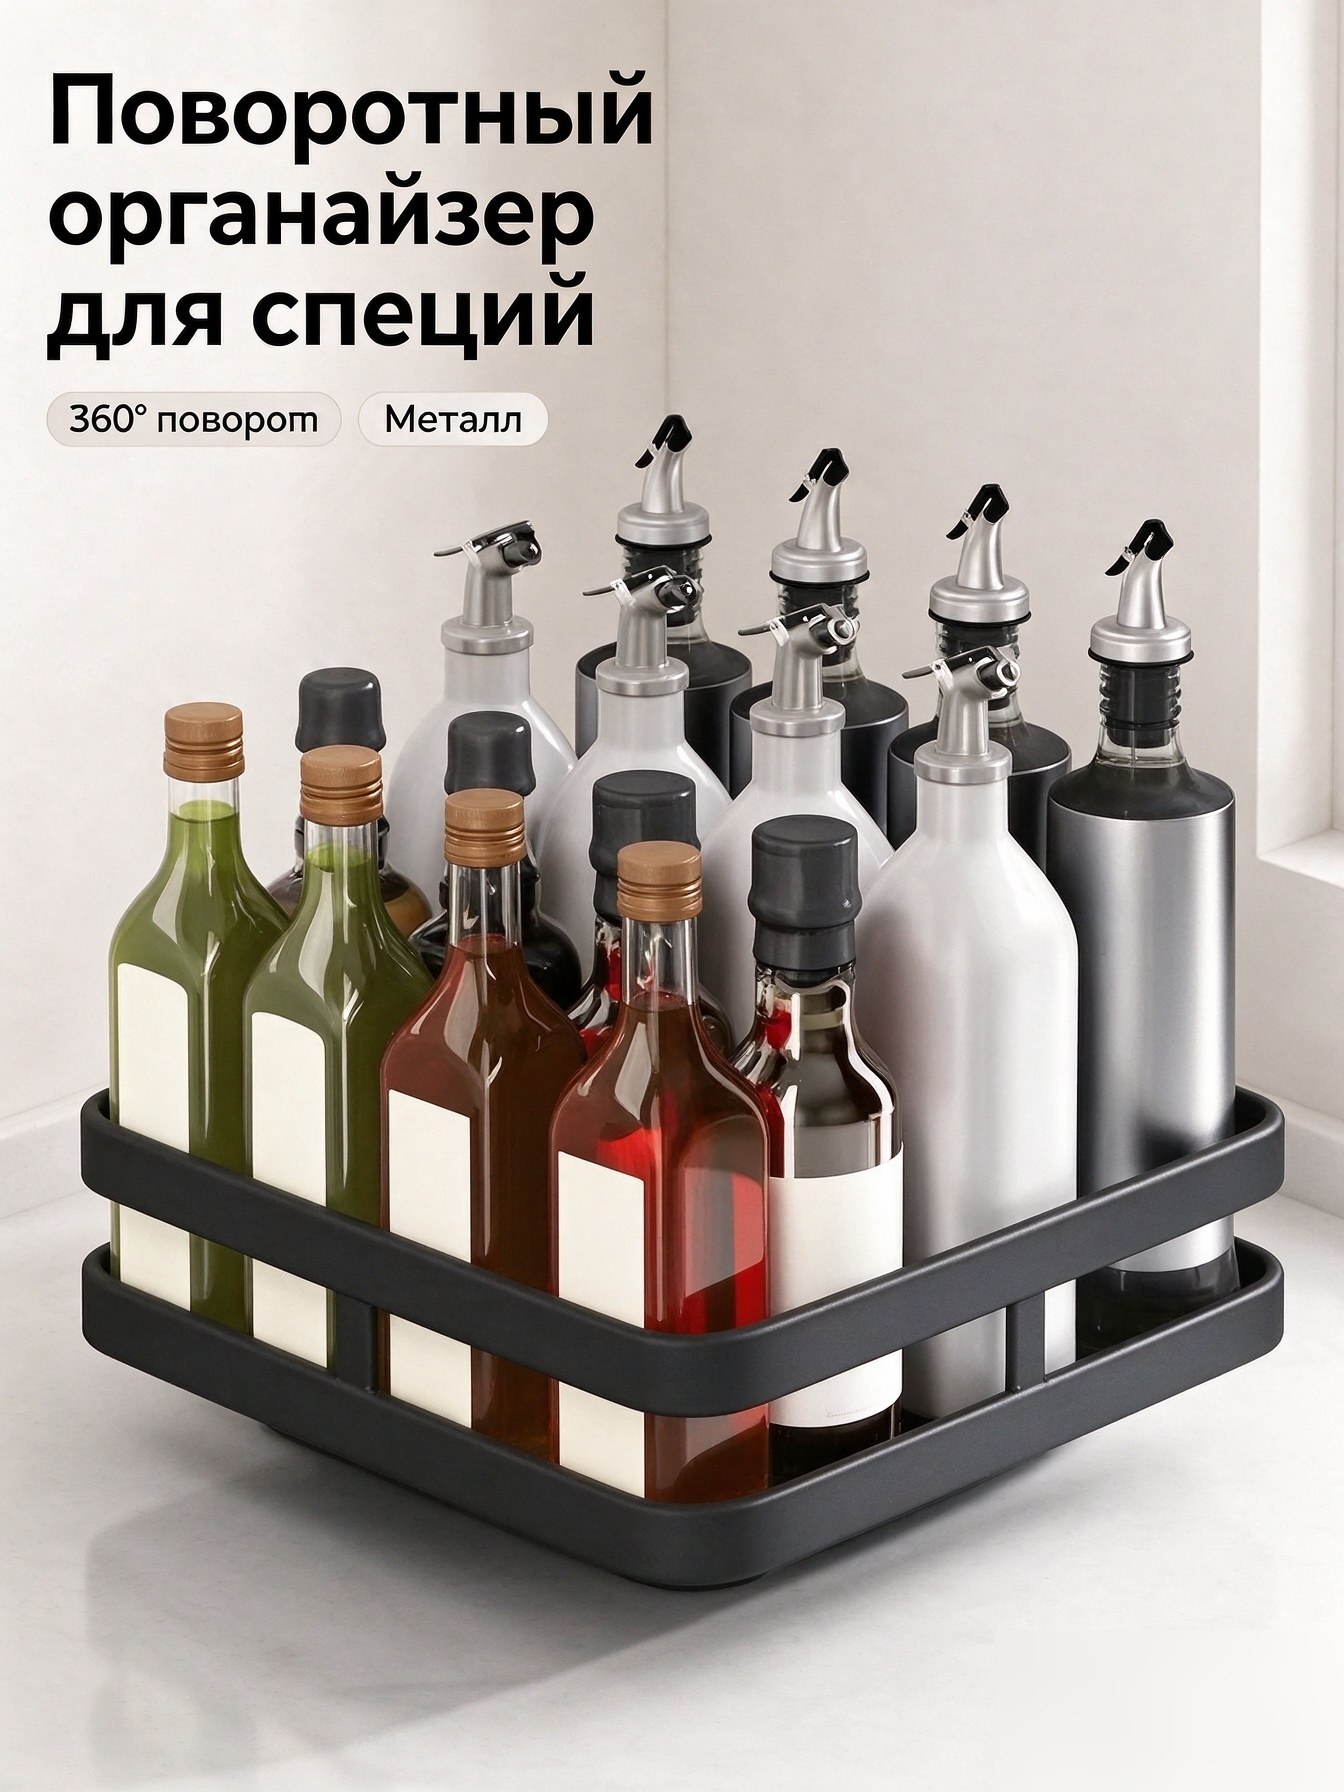 Поворотный
органайзер
для специй
360° поворот
Металл